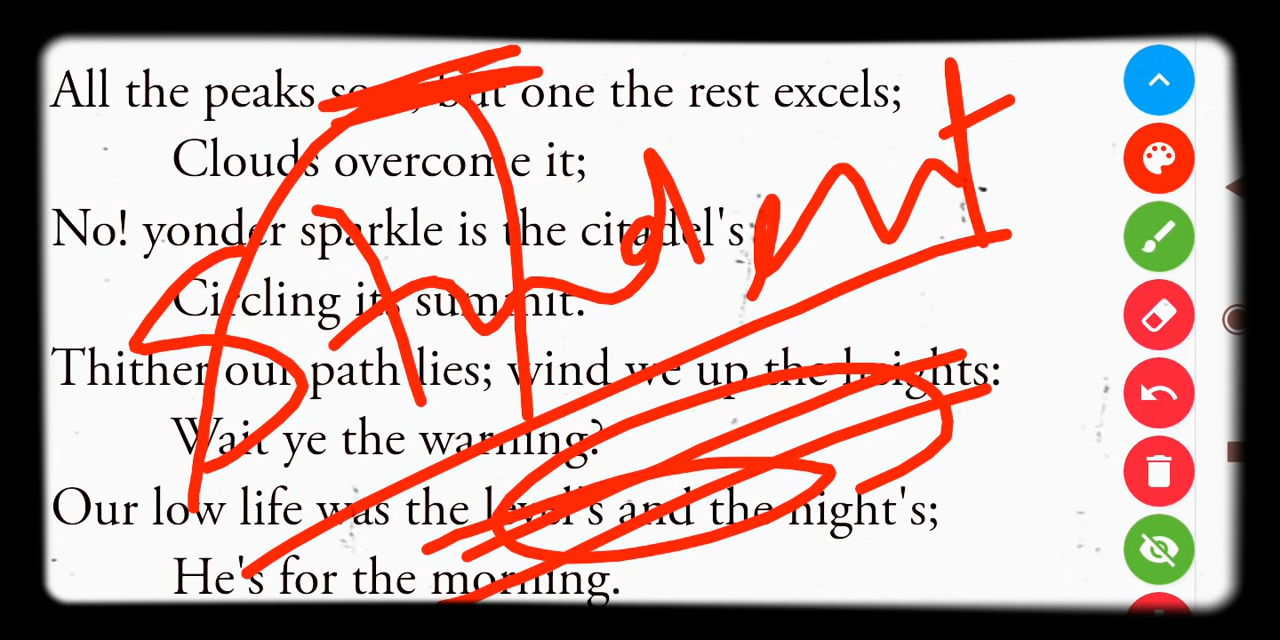 All the peaks soar, but one the rest excels;
Clouds overcome it;
No! yonder sparkle is the citadel's
Circling its summit.
Thither our path lies; wind we up the heights:
Wait ye the warning?
Our low life was the level's and the night's;
He's for the morning.
Student